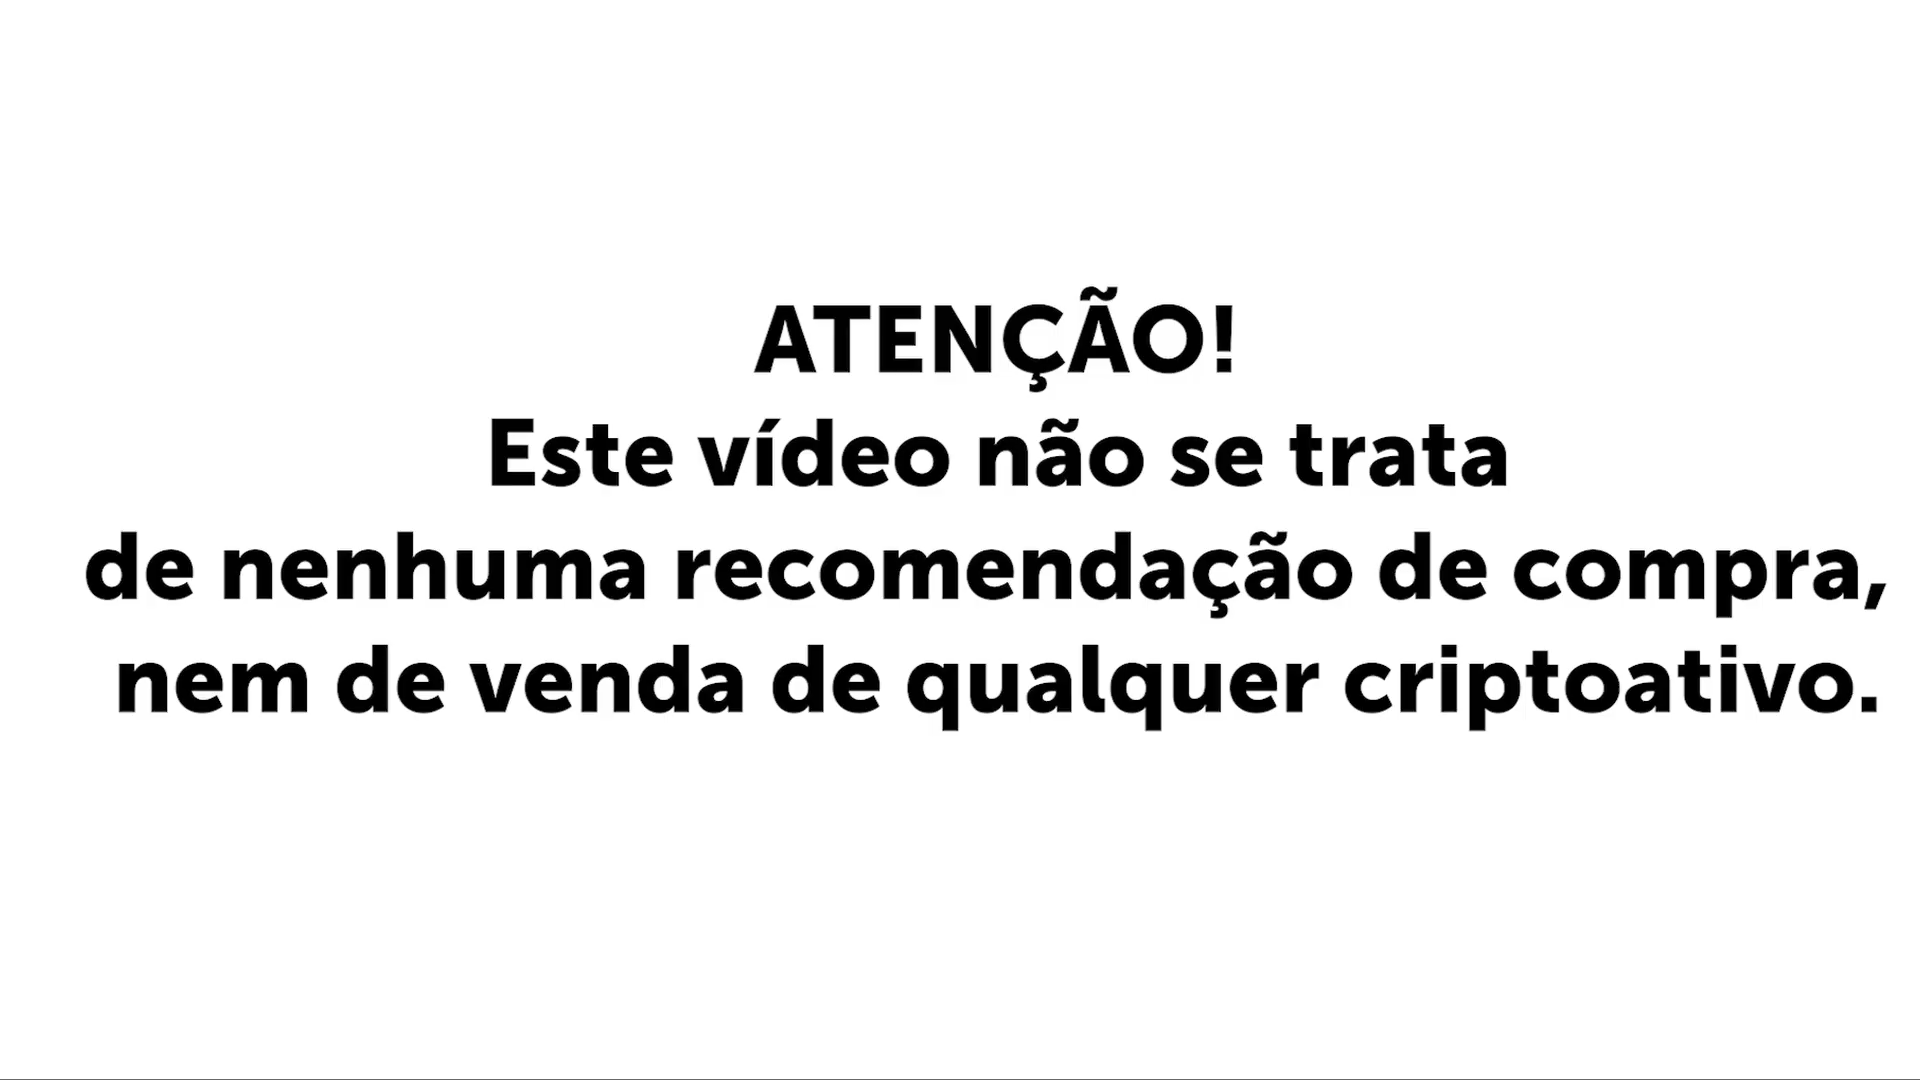 ATENÇÃO!
Este vídeo não se trata
de nenhuma recomendação de compra,
nem de venda de qualquer criptoativo.